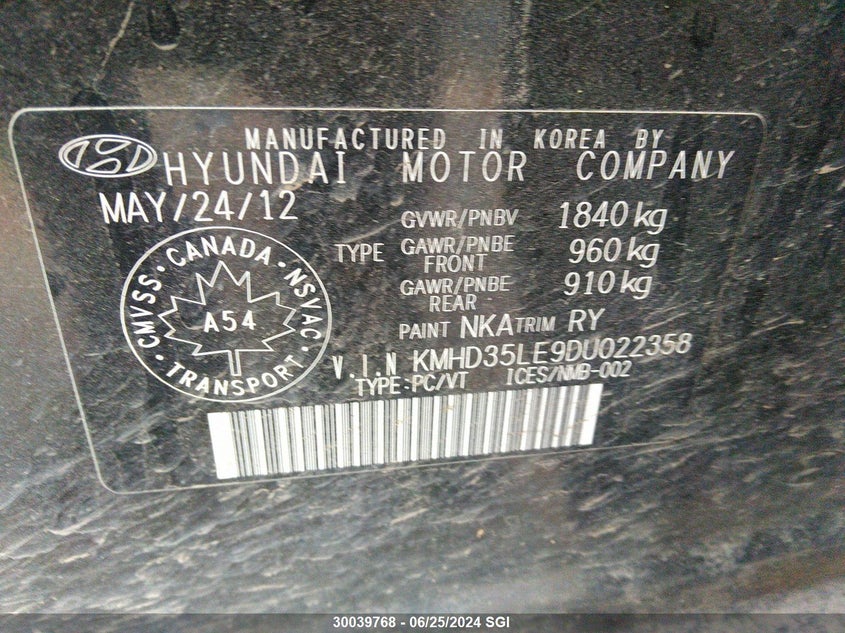 MANUFACTURED IN KOREA BY
HYUNDAI MOTOR COMPANY
MAY/24/12
GVWR/PNBV 1840 kg
TYPE GAWR/PNBE FRONT 960 kg
GAWR/PNBE REAR 910 kg
CMVSS · CANADA · NSVAC
A54
TRANSPORT
PAINT NKA TRIM RY
V.I.N KMHD35LE9DU022358
TYPE:PC/VT ICES/NMB-002
30039768 - 06/25/2024 SGI